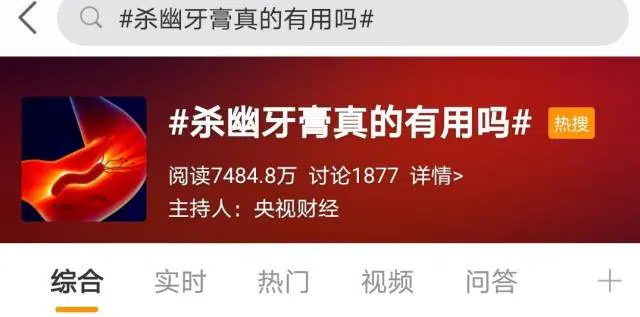 #杀幽牙膏真的有用吗#
#杀幽牙膏真的有用吗# 热搜
阅读7484.8万 讨论1877 详情>
主持人：央视财经
综合 实时 热门 视频 问答